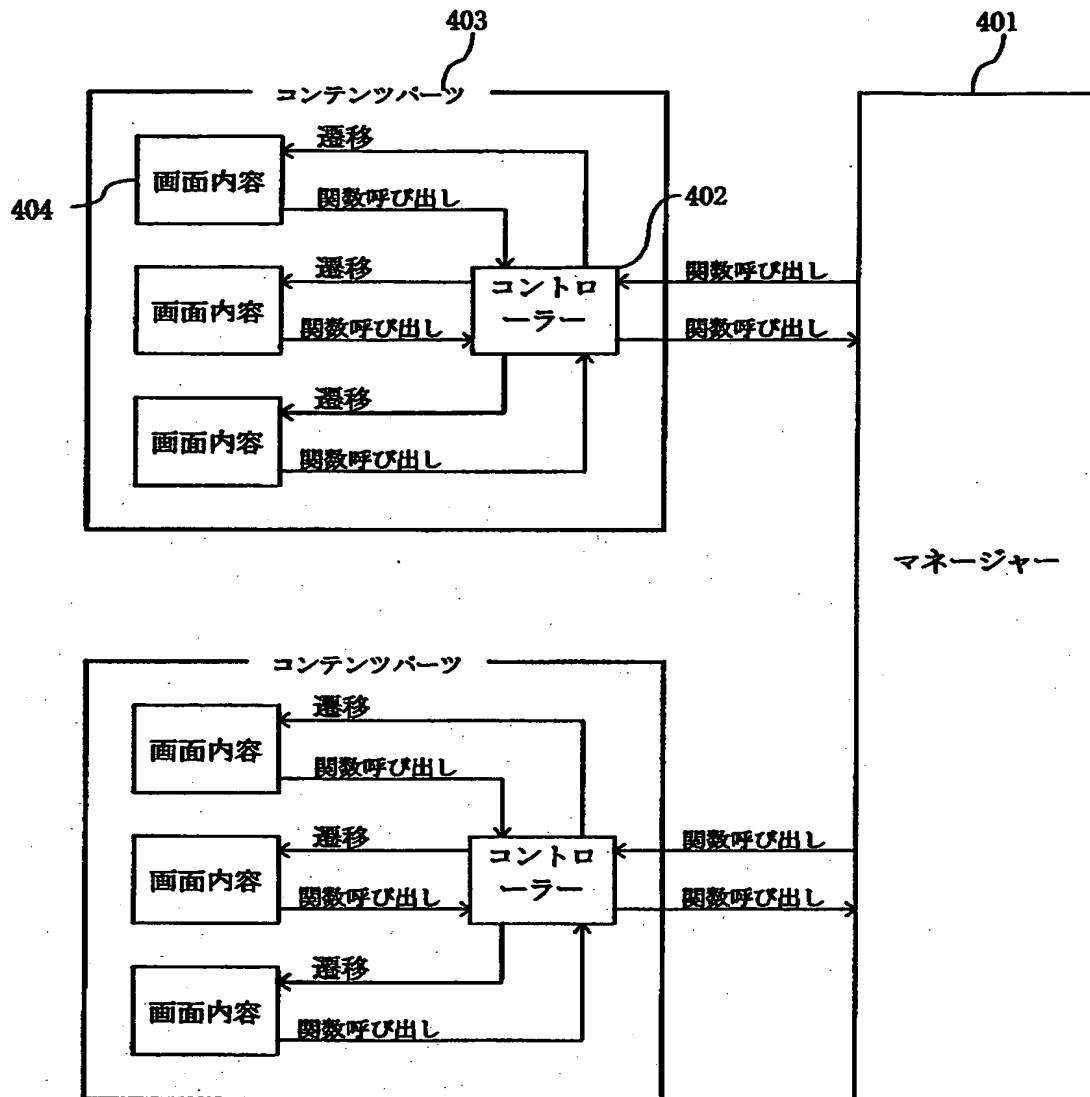 403
401
コンテンツパーツ
遷移
画面内容
関数呼び出し
404
402
遷移
関数呼び出し
コントロ
ーラー
画面内容
関数呼び出し
関数呼び出し
遷移
画面内容
関数呼び出し
マネージャー
コンテンツパーツ
遷移
画面内容
関数呼び出し
遷移
関数呼び出し
コントロ
ーラー
画面内容
関数呼び出し
関数呼び出し
遷移
画面内容
関数呼び出し